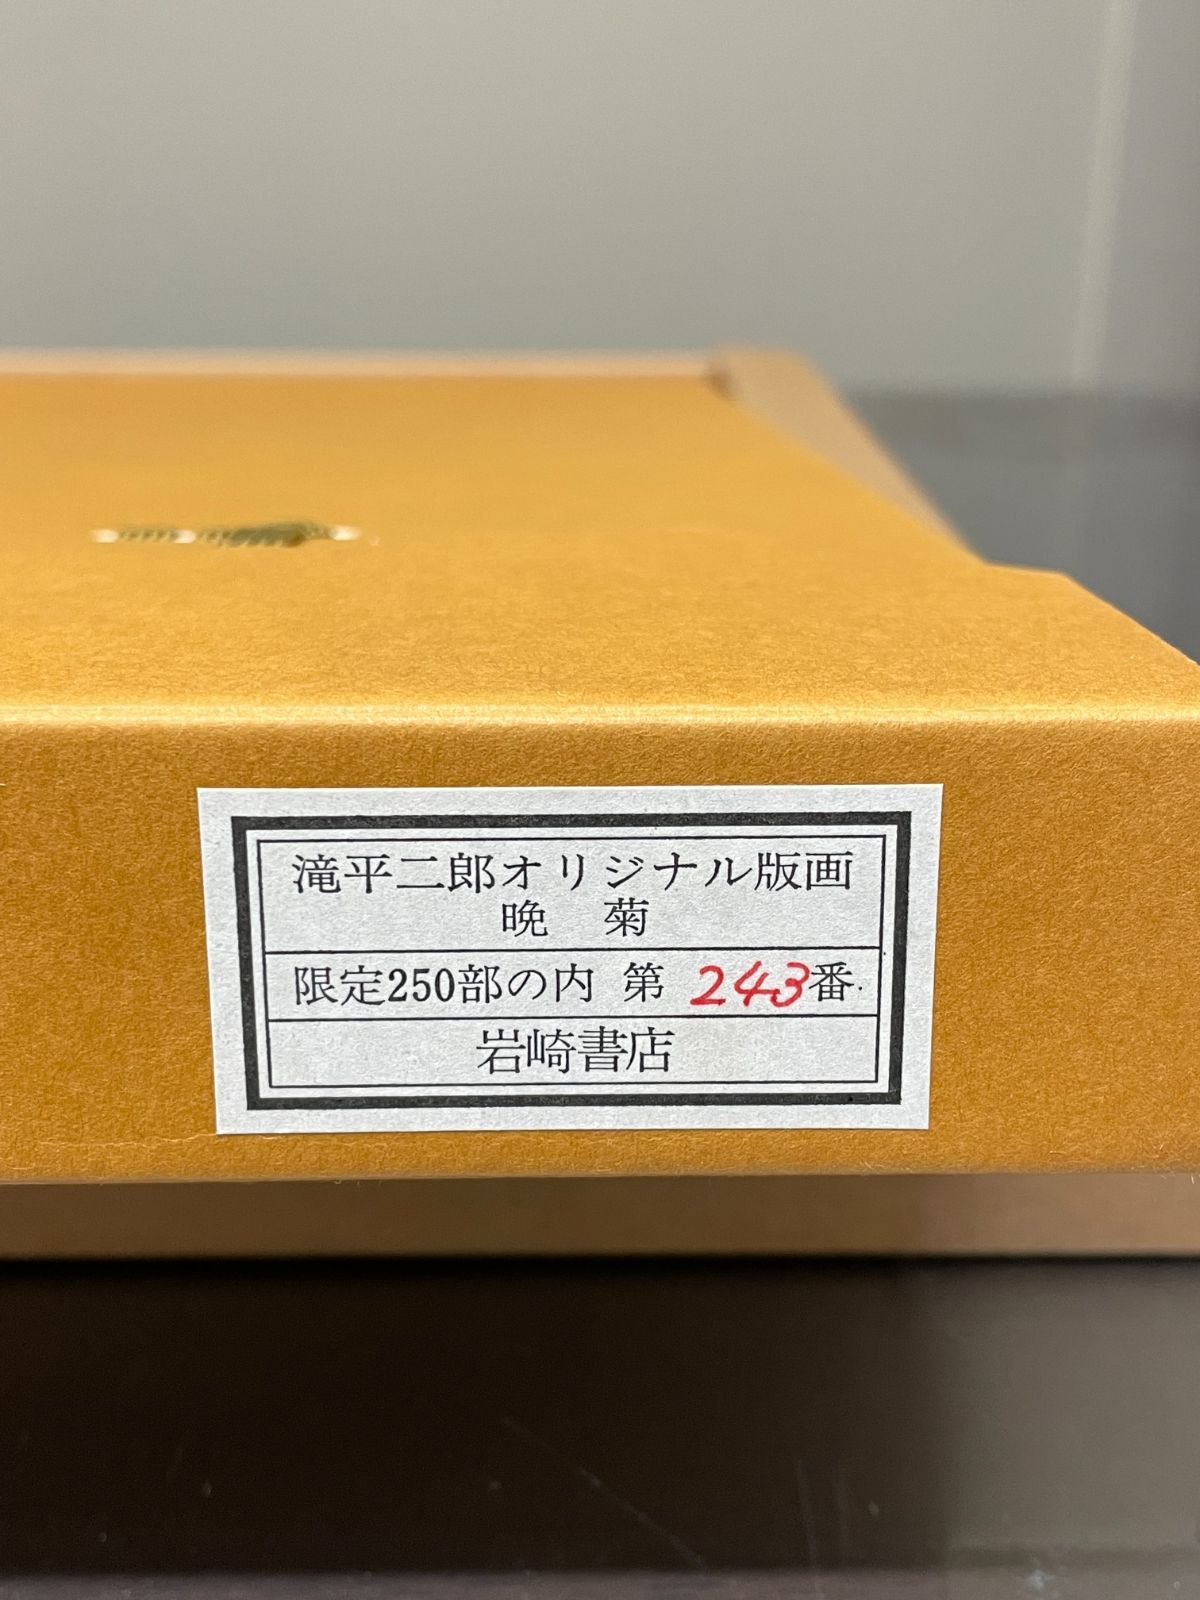 滝平二郎オリジナル版画
晩 菊
限定250部の内 第 243番
岩崎書店